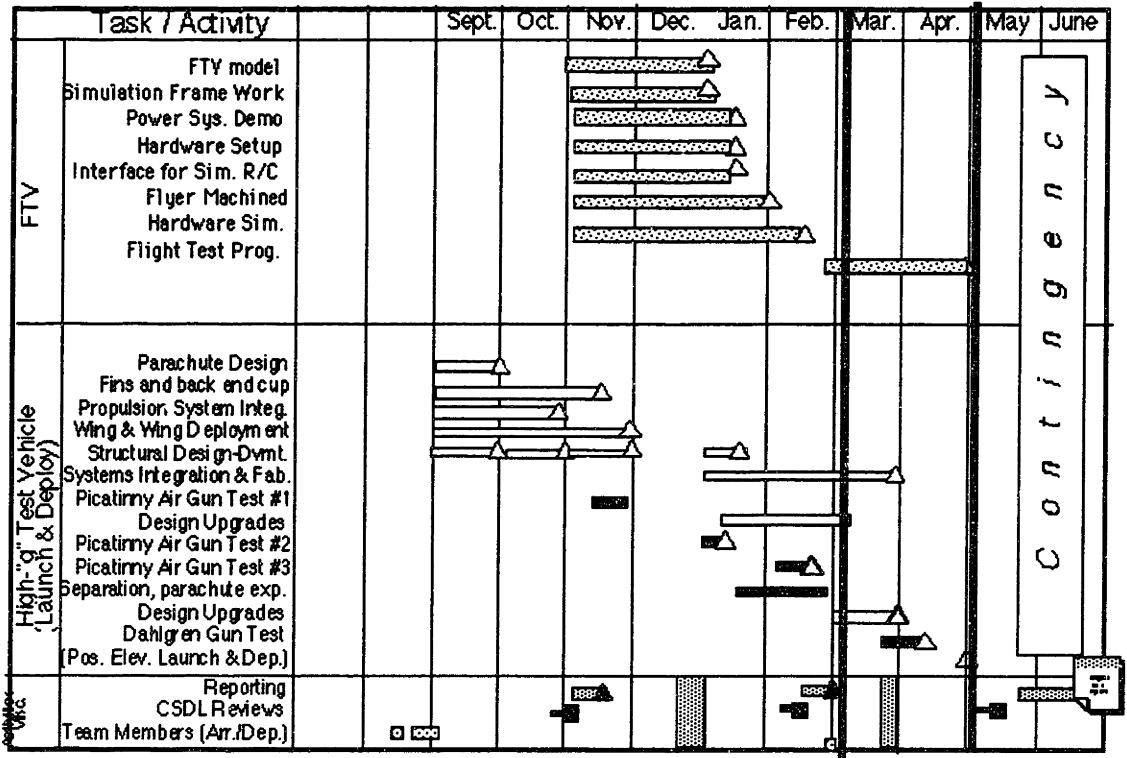 Task / Activity Sept. Oct. Nov. Dec. Jan. Feb. Mar. Apr. May June
FTV
FTV model
Simulation Frame Work
Power Sys. Demo
Hardware Setup
Interface for Sim. R/C
Flyer Machined
Hardware Sim.
Flight Test Prog.
High-"g" Test Vehicle
(Launch & Deploy)
Parachute Design
Fins and back end cup
Propulsion System Integ.
Wing & Wing Deployment
Structural Design-Dvmt.
Systems Integration & Fab.
Picatinny Air Gun Test #1
Design Upgrades
Picatinny Air Gun Test #2
Picatinny Air Gun Test #3
Separation, parachute exp.
Design Upgrades
Dahlgren Gun Test
(Pos. Elev. Launch & Dep.)
Reporting
CSDL Reviews
Team Members (Arr./Dep.)
Contingency